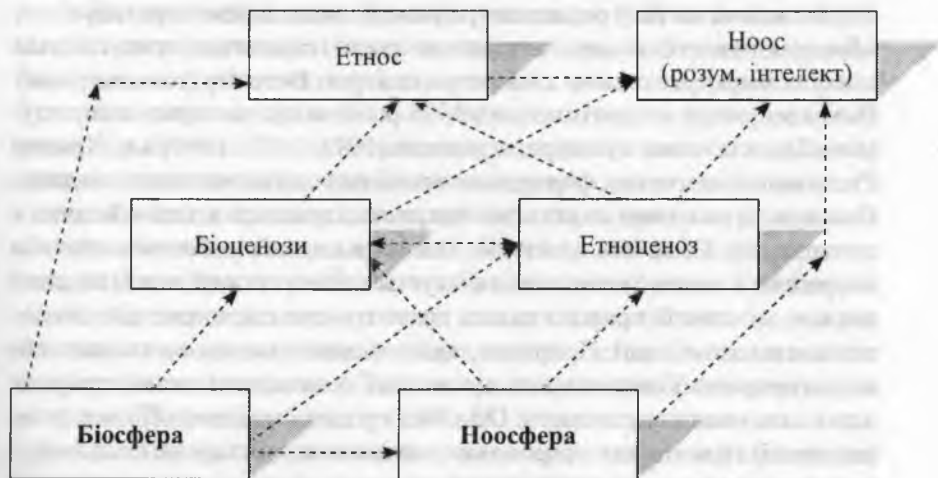 Етнос
Ноос
(розум, інтелект)
Біоценози
Етноценоз
Біосфера
Ноосфера